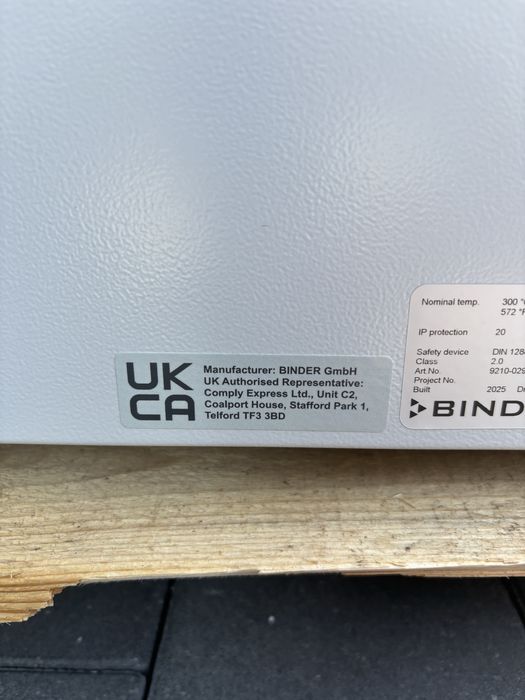 UK
CA
Manufacturer: BINDER GmbH
UK Authorised Representative:
Comply Express Ltd., Unit C2,
Coalport House, Stafford Park 1,
Telford TF3 3BD
Nominal temp. 300
572
IP protection 20
Safety device DIN
Class 2.0
Art.No.
Project No.
Built 2025